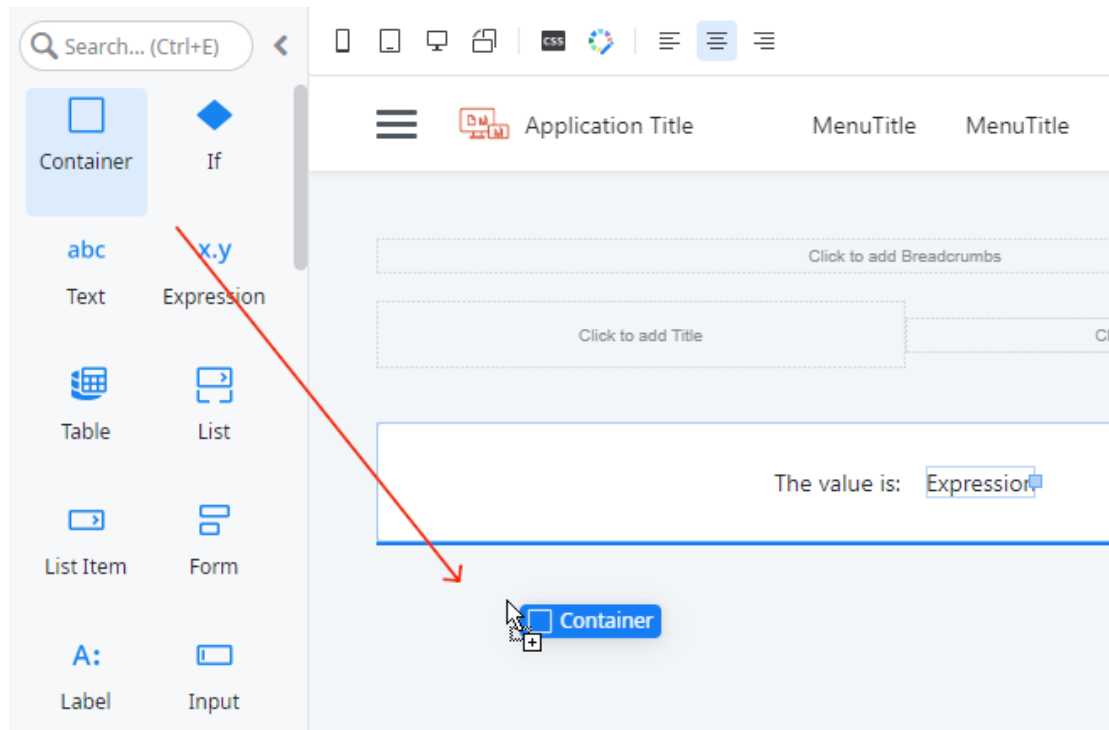 Search... (Ctrl+E)
CSS
Container
If
abc
x.y
Text
Expression
Table
List
List Item
Form
A:
Label
Input
Application Title
MenuTitle
MenuTitle
Click to add Breadcrumbs
Click to add Title
The value is:
Expression
Container